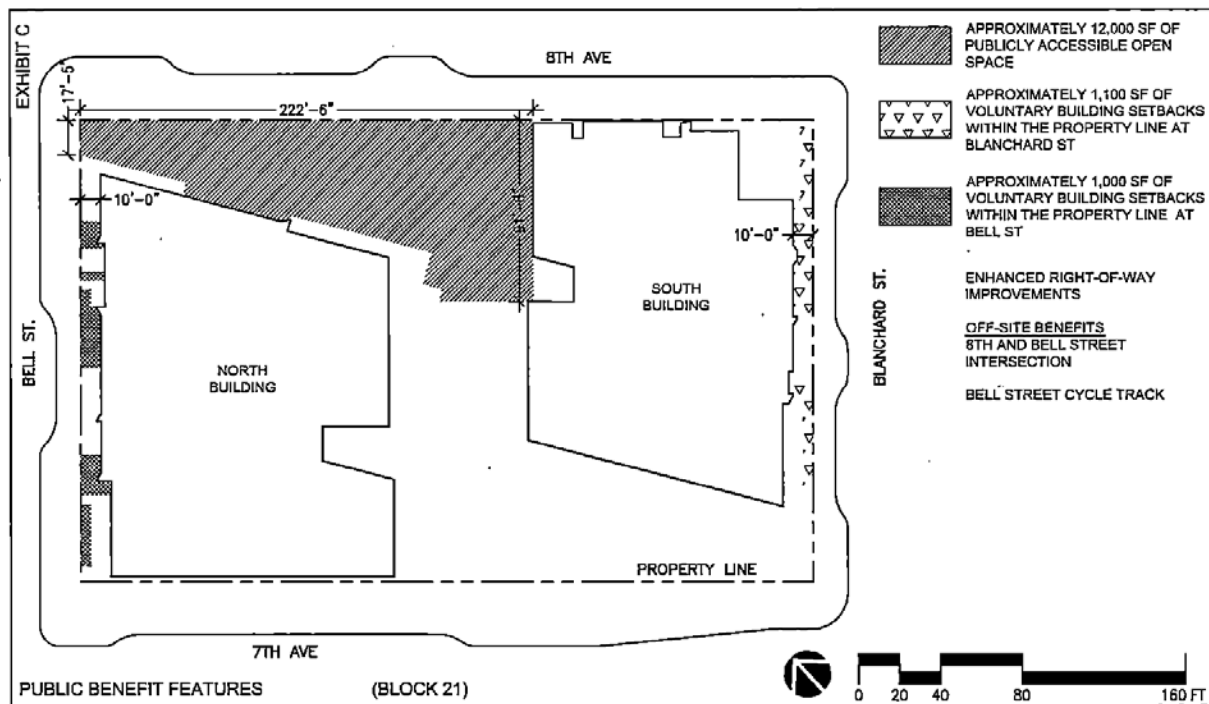 EXHIBIT C
8TH AVE
17'-5"
222'-6"
10'-0"
10'-0"
BELL ST.
NORTH
BUILDING
SOUTH
BUILDING
BLANCHARD ST.
PROPERTY LINE
7TH AVE
APPROXIMATELY 12,000 SF OF
PUBLICLY ACCESSIBLE OPEN
SPACE
APPROXIMATELY 1,100 SF OF
VOLUNTARY BUILDING SETBACKS
WITHIN THE PROPERTY LINE AT
BLANCHARD ST
APPROXIMATELY 1,000 SF OF
VOLUNTARY BUILDING SETBACKS
WITHIN THE PROPERTY LINE AT
BELL ST
ENHANCED RIGHT-OF-WAY
IMPROVEMENTS
OFF-SITE BENEFITS
8TH AND BELL STREET
INTERSECTION
BELL STREET CYCLE TRACK
PUBLIC BENEFIT FEATURES (BLOCK 21)
0 20 40 80 160 FT